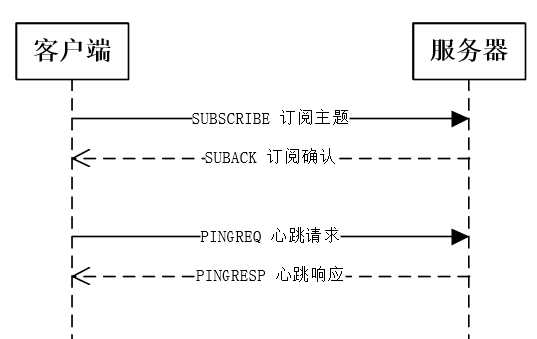 客户端
服务器
SUBSCRIBE 订阅主题
SUBACK 订阅确认
PINGREQ 心跳请求
PINGRESP 心跳响应